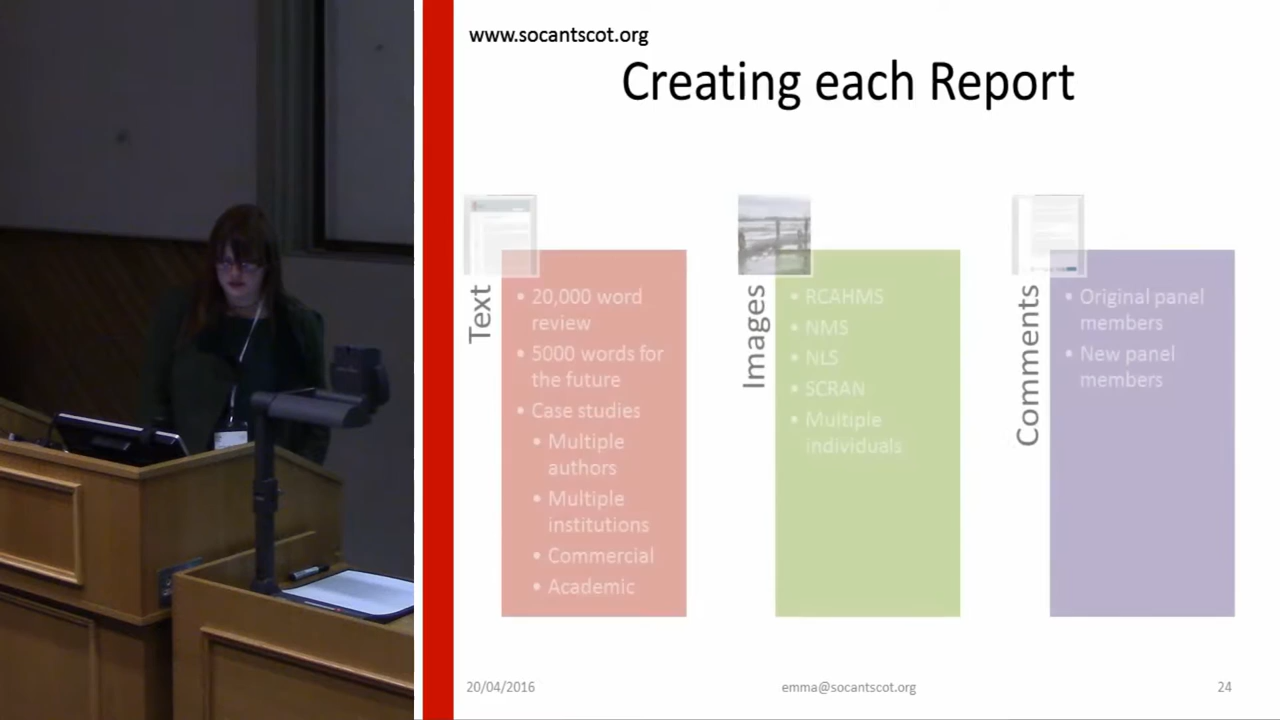 www.socantscot.org
Creating each Report
Text
• 20,000 word
review
• 5000 words for
the future
• Case studies
• Multiple
authors
• Multiple
institutions
• Commercial
• Academic
Images
• RCAHMS
• NMS
• NLS
• SCRAN
• Multiple
individuals
Comments
• Original panel
members
• New panel
members
20/04/2016
emma@socantscot.org
24